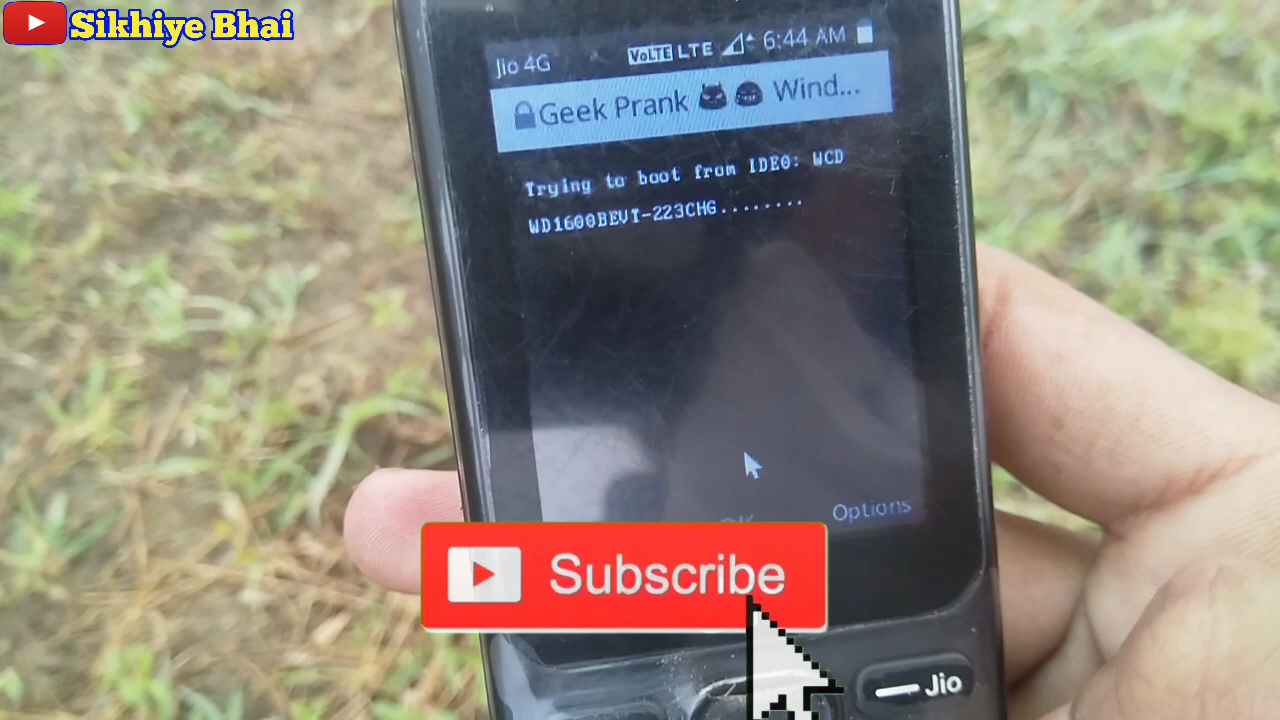 Sikhiye Bhai
Jio 4G VoLTE LTE 6:44 AM
Geek Prank Wind...
Trying to boot from IDE0: WCD
WD1600BEVT-223CHG........
OK Options
Subscribe
Jio